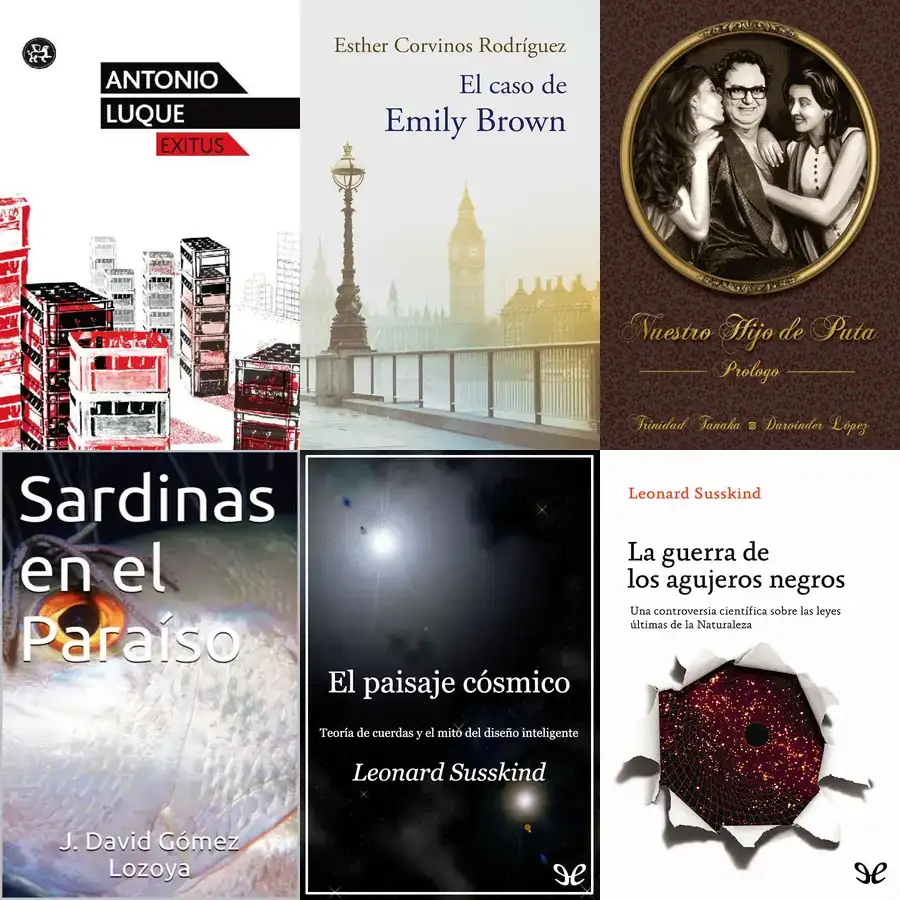 ANTONIO
LUQUE
EXITUS
Esther Corvinos Rodríguez
El caso de
Emily Brown
Nuestro Hijo de Puta
Prologo
Trinidad Tanaka Darvinder López
Sardinas
en el
Paraíso
J. David Gómez
Lozoya
El paisaje cósmico
Teoría de cuerdas y el mito del diseño inteligente
Leonard Susskind
Leonard Susskind
La guerra de
los agujeros negros
Una controversia científica sobre las leyes
últimas de la Naturaleza